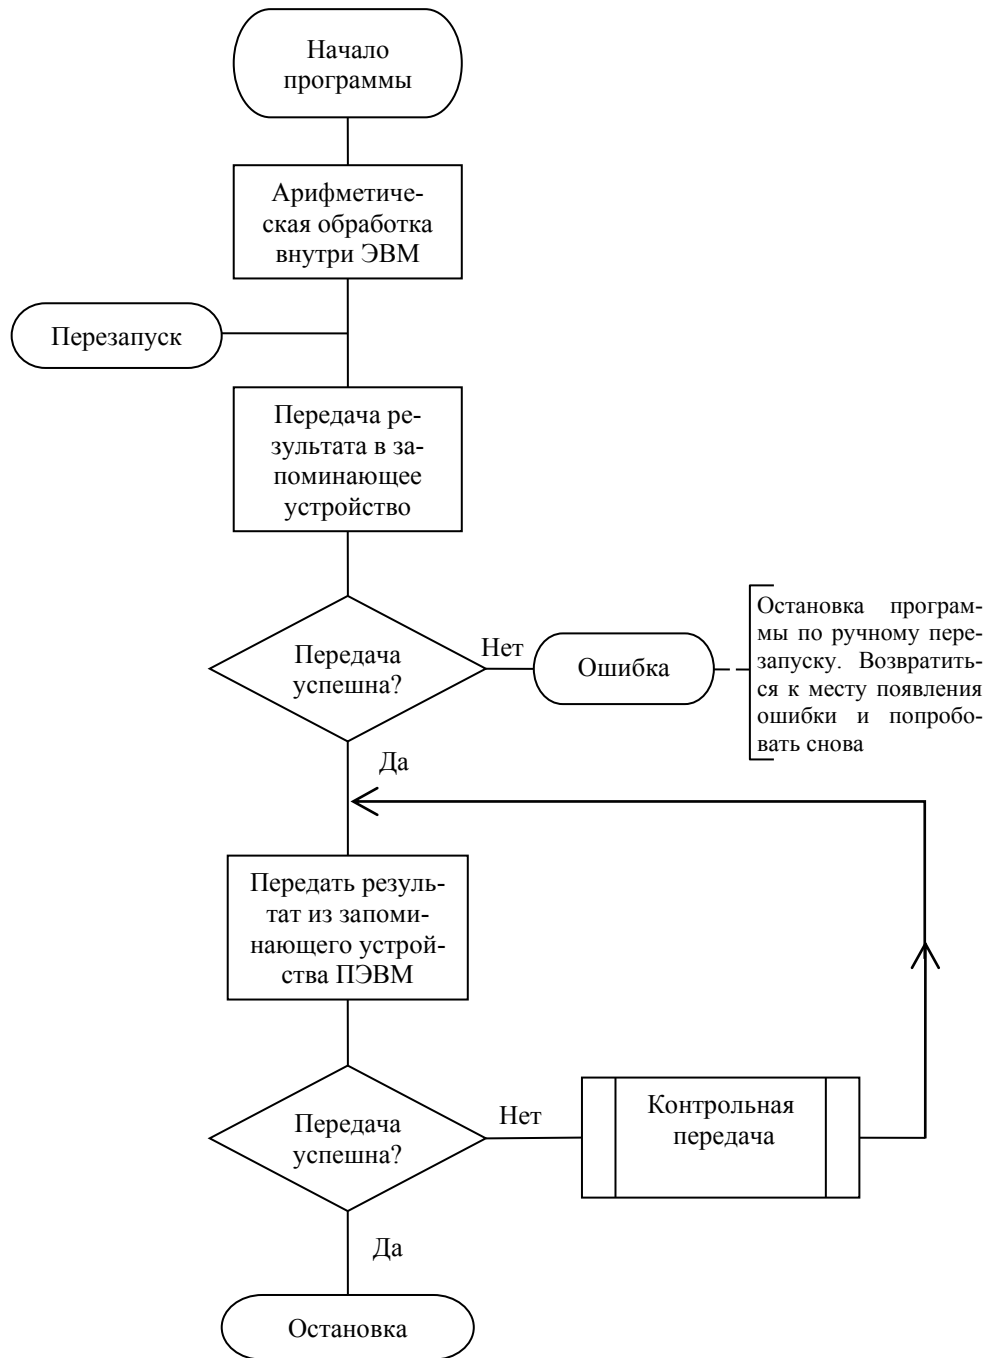 Начало
программы
Арифметиче-
ская обработка
внутри ЭВМ
Перезапуск
Передача ре-
зультата в за-
поминающее
устройство
Передача
успешна?
Нет
Ошибка
Остановка програм-
мы по ручному пере-
запуску. Возвратить-
ся к месту появления
ошибки и попробо-
вать снова
Да
Передать резуль-
тат из запоми-
нающего устрой-
ства ПЭВМ
Передача
успешна?
Нет
Контрольная
передача
Да
Остановка